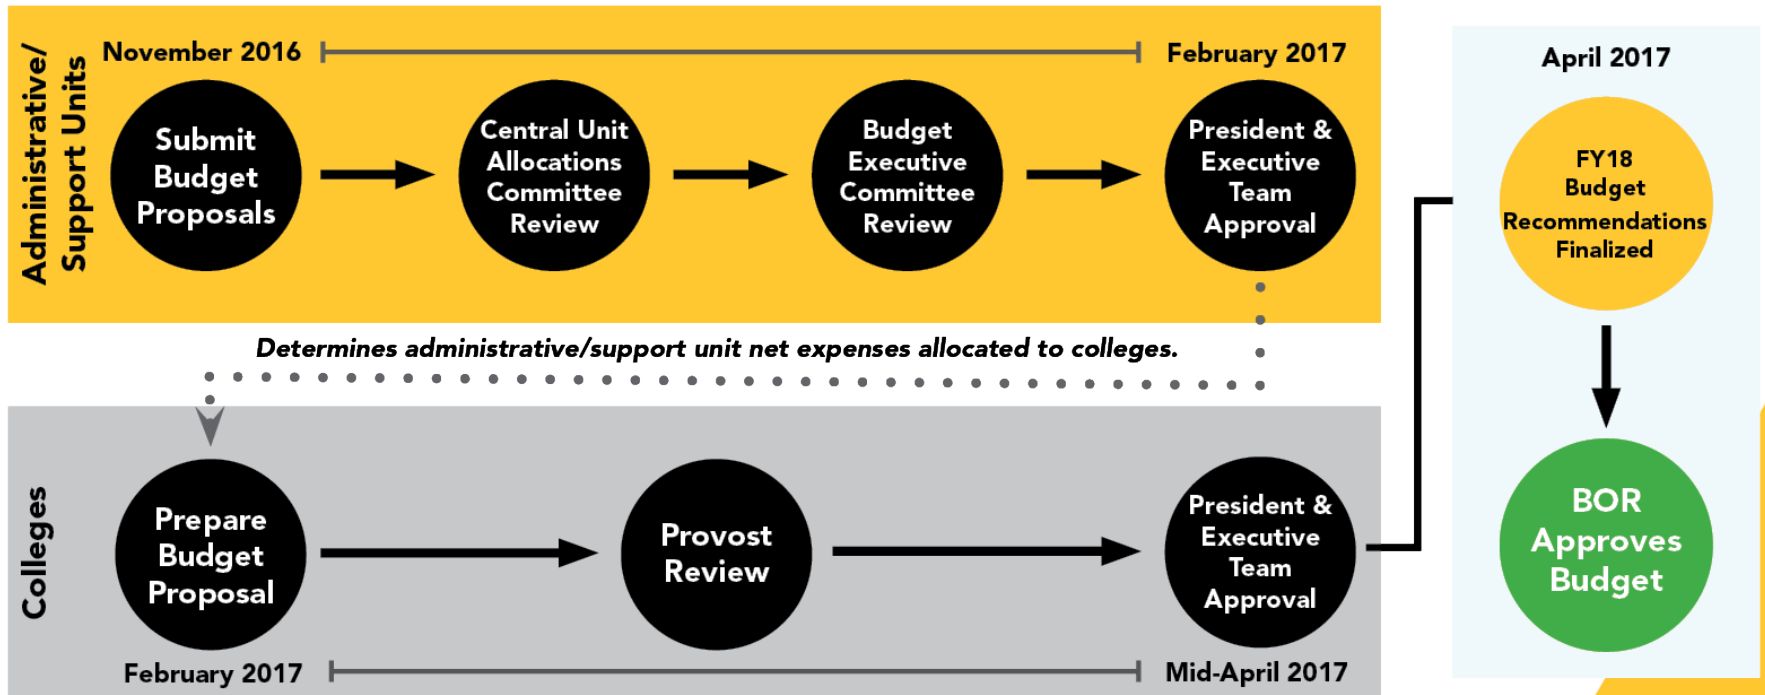 Administrative/
Support Units
November 2016
February 2017
Submit
Budget
Proposals
Central Unit
Allocations
Committee
Review
Budget
Executive
Committee
Review
President &
Executive
Team
Approval
Determines administrative/support unit net expenses allocated to colleges.
Colleges
Prepare
Budget
Proposal
Provost
Review
President &
Executive
Team
Approval
February 2017
Mid-April 2017
April 2017
FY18
Budget
Recommendations
Finalized
BOR
Approves
Budget